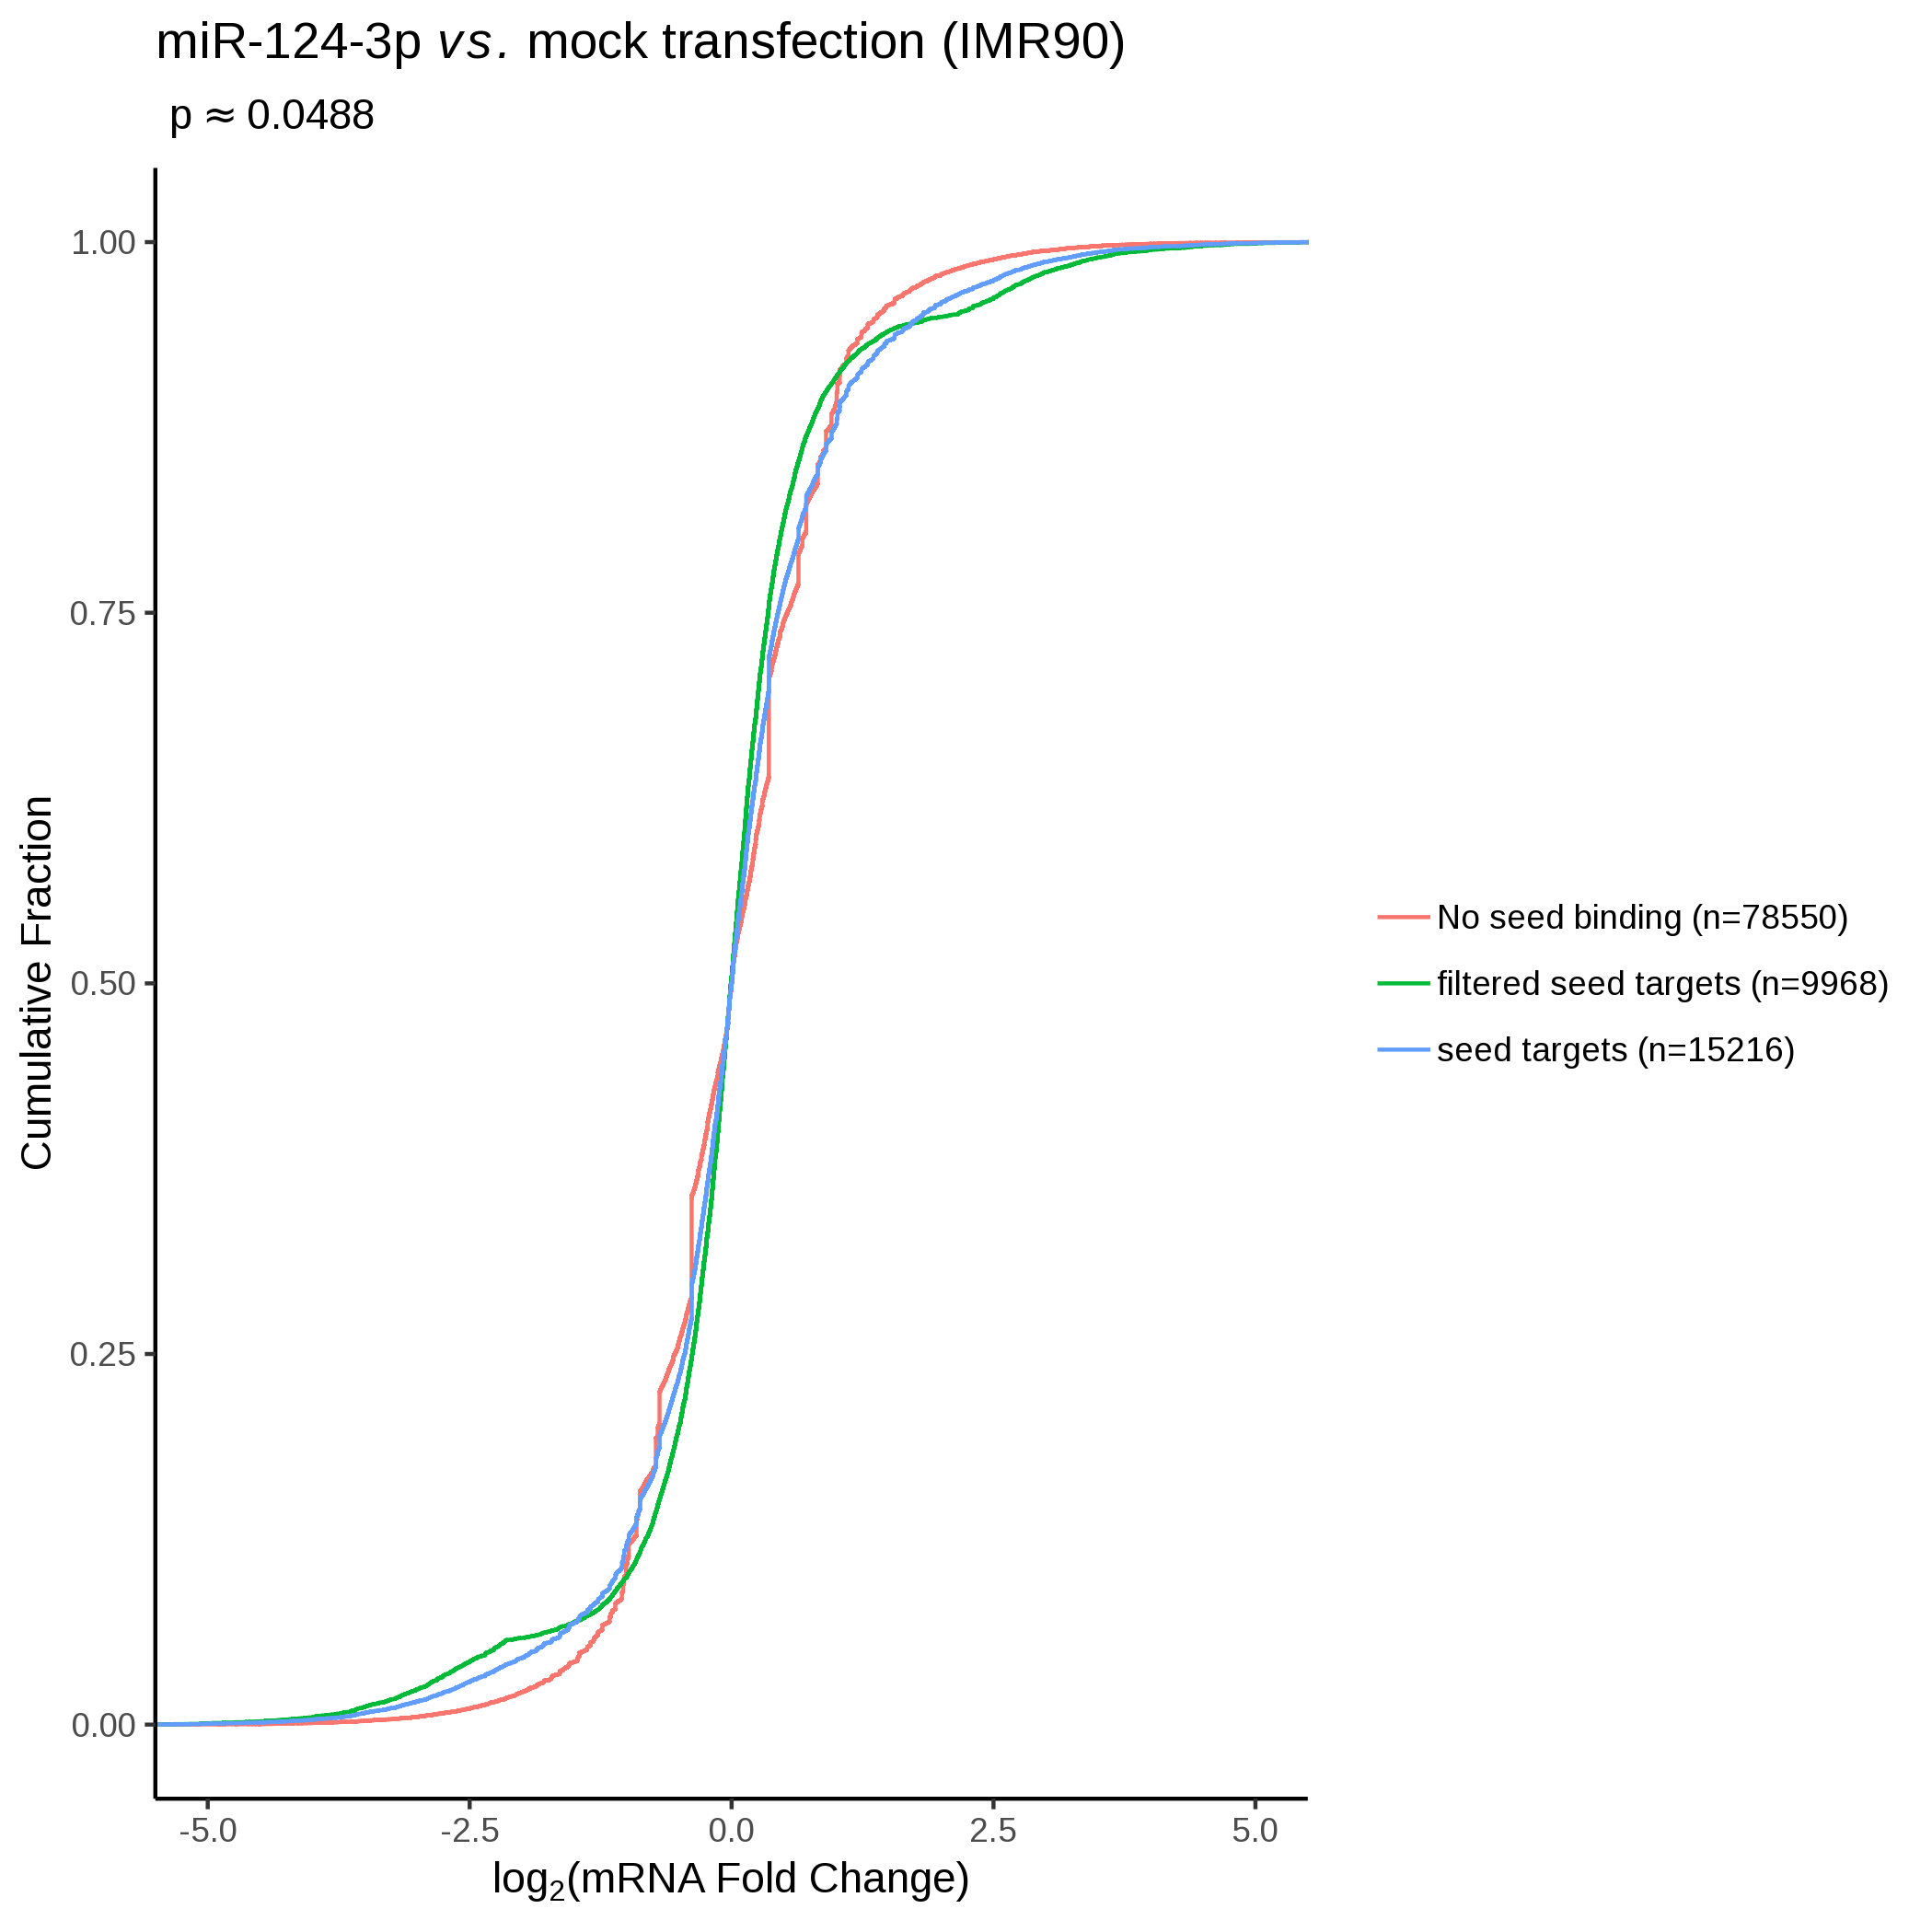 miR-124-3p vs. mock transfection (IMR90)
p ≈ 0.0488
1.00
0.75
0.50
0.25
0.00
Cumulative Fraction
-5.0
-2.5
0.0
2.5
5.0
log₂(mRNA Fold Change)
No seed binding (n=78550)
filtered seed targets (n=9968)
seed targets (n=15216)